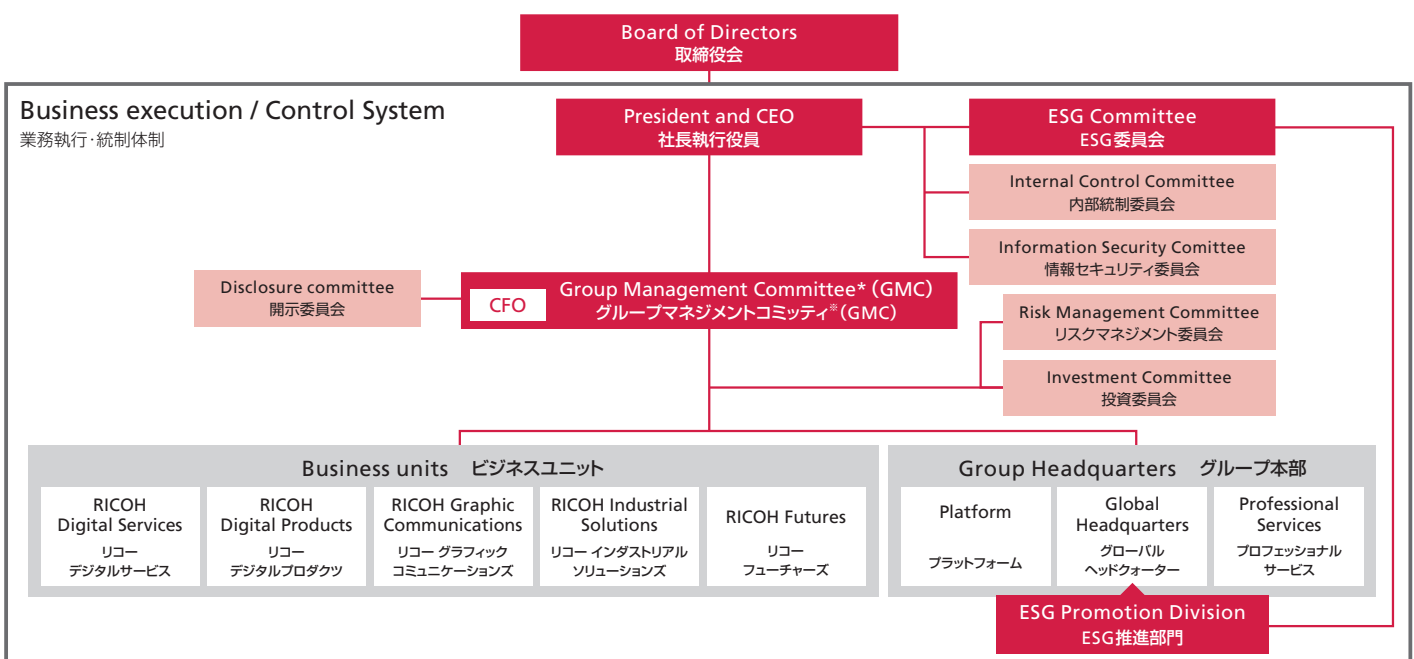 Board of Directors
取締役会
Business execution / Control System
業務執行・統制体制
President and CEO
社長執行役員
ESG Committee
ESG委員会
Internal Control Committee
内部統制委員会
Information Security Comittee
情報セキュリティ委員会
Disclosure committee
開示委員会
CFO
Group Management Committee* (GMC)
グループマネジメントコミッティ※(GMC)
Risk Management Committee
リスクマネジメント委員会
Investment Committee
投資委員会
Business units ビジネスユニット
RICOH
Digital Services
リコー
デジタルサービス
RICOH
Digital Products
リコー
デジタルプロダクツ
RICOH Graphic
Communications
リコー グラフィック
コミュニケーションズ
RICOH Industrial
Solutions
リコー インダストリアル
ソリューションズ
RICOH Futures
リコー
フューチャーズ
Group Headquarters グループ本部
Platform
プラットフォーム
Global
Headquarters
グローバル
ヘッドクォーター
Professional
Services
プロフェッショナル
サービス
ESG Promotion Division
ESG推進部門